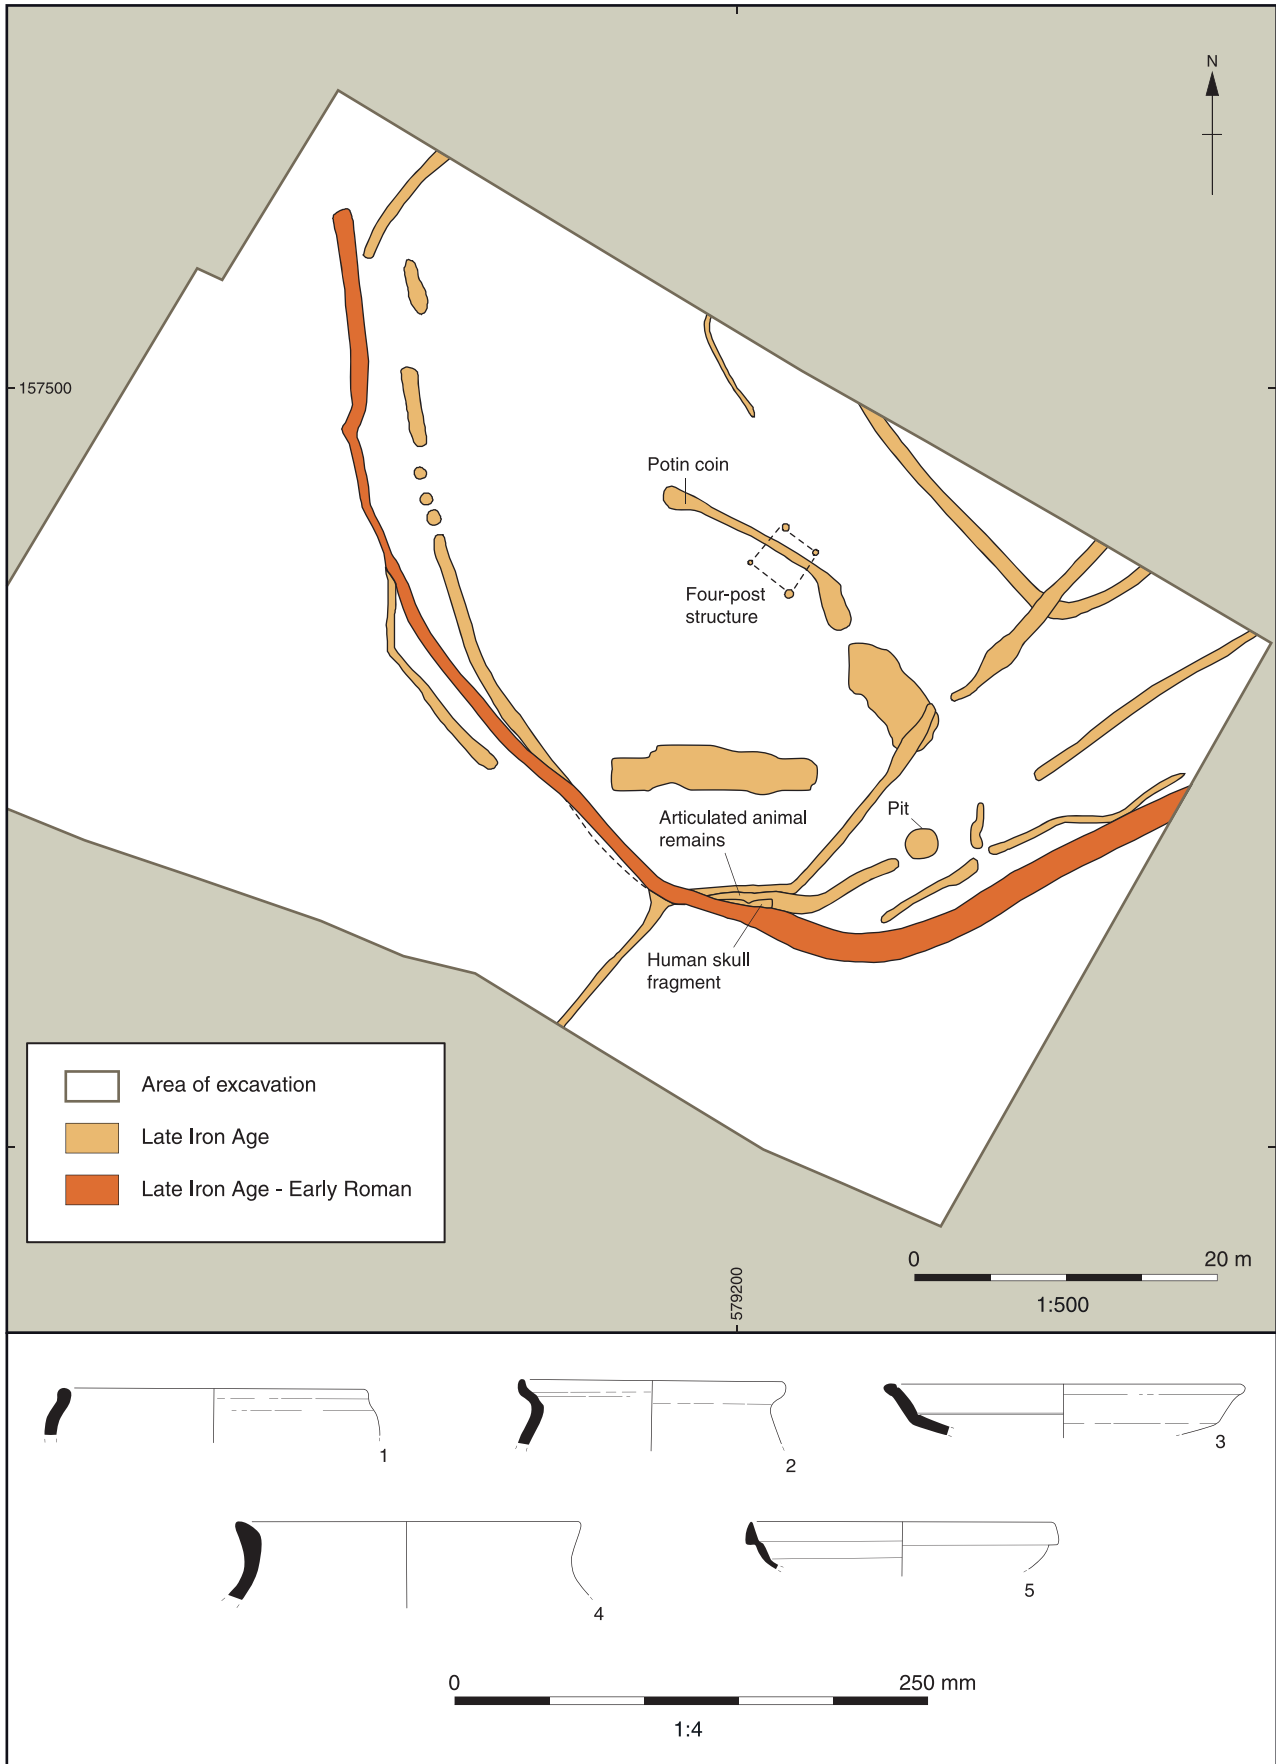 N
157500
Potin coin
Four-post
structure
Articulated animal
remains
Pit
Human skull
fragment
Area of excavation
Late Iron Age
Late Iron Age - Early Roman
0 20 m
1:500
579200
1
2
3
4
5
0 250 mm
1:4